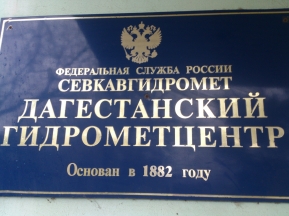 ФЕДЕРАЛЬНАЯ СЛУЖБА РОССИИ
СЕВКАВГИДРОМЕТ
ДАГЕСТАНСКИЙ
ГИДРОМЕТЦЕНТР
Основан в 1882 году